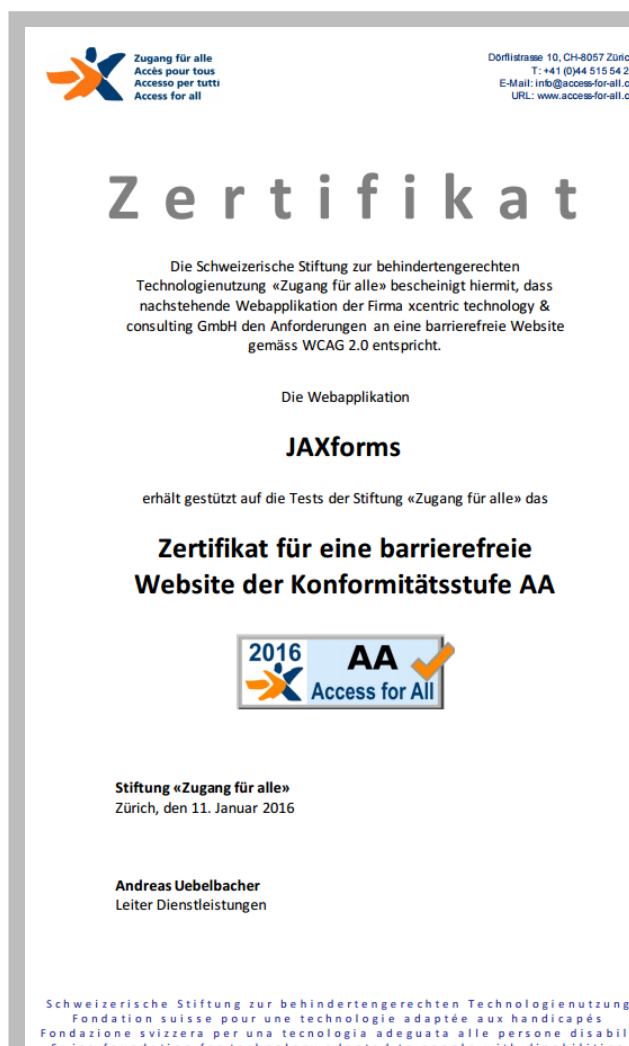 Zugang für alle
Accès pour tous
Accesso per tutti
Access for all
Dörflistrasse 10, CH-8057 Züric
T: +41 (0)44 515 54 2
E-Mail: info@access-for-all.c
URL: www.access-for-all.c
Zertifikat
Die Schweizerische Stiftung zur behindertengerechten
Technologienutzung «Zugang für alle» bescheinigt hiermit, dass
nachstehende Webapplikation der Firma xcentric technology &
consulting GmbH den Anforderungen an eine barrierefreie Website
gemäss WCAG 2.0 entspricht.
Die Webapplikation
JAXforms
erhält gestützt auf die Tests der Stiftung «Zugang für alle» das
Zertifikat für eine barrierefreie
Website der Konformitätsstufe AA
2016 AA
Access for All
Stiftung «Zugang für alle»
Zürich, den 11. Januar 2016
Andreas Uebelbacher
Leiter Dienstleistungen
Schweizerische Stiftung zur behindertengerechten Technologienutzung
Fondation suisse pour une technologie adaptée aux handicapés
Fondazione svizzera per una tecnologia adeguata alle persone disabil